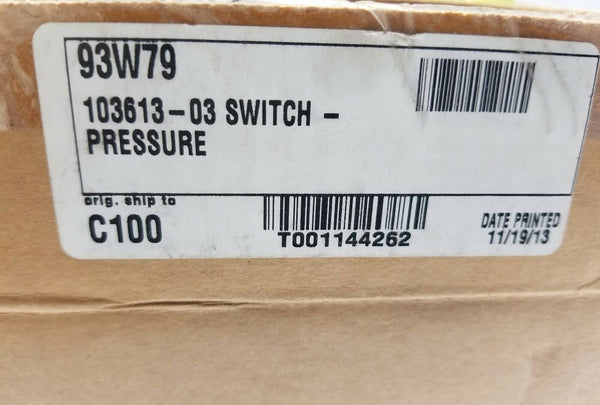 93W79
103613-03 SWITCH -
PRESSURE
orig. ship to
C100
T001144262
DATE PRINTED
11/19/13